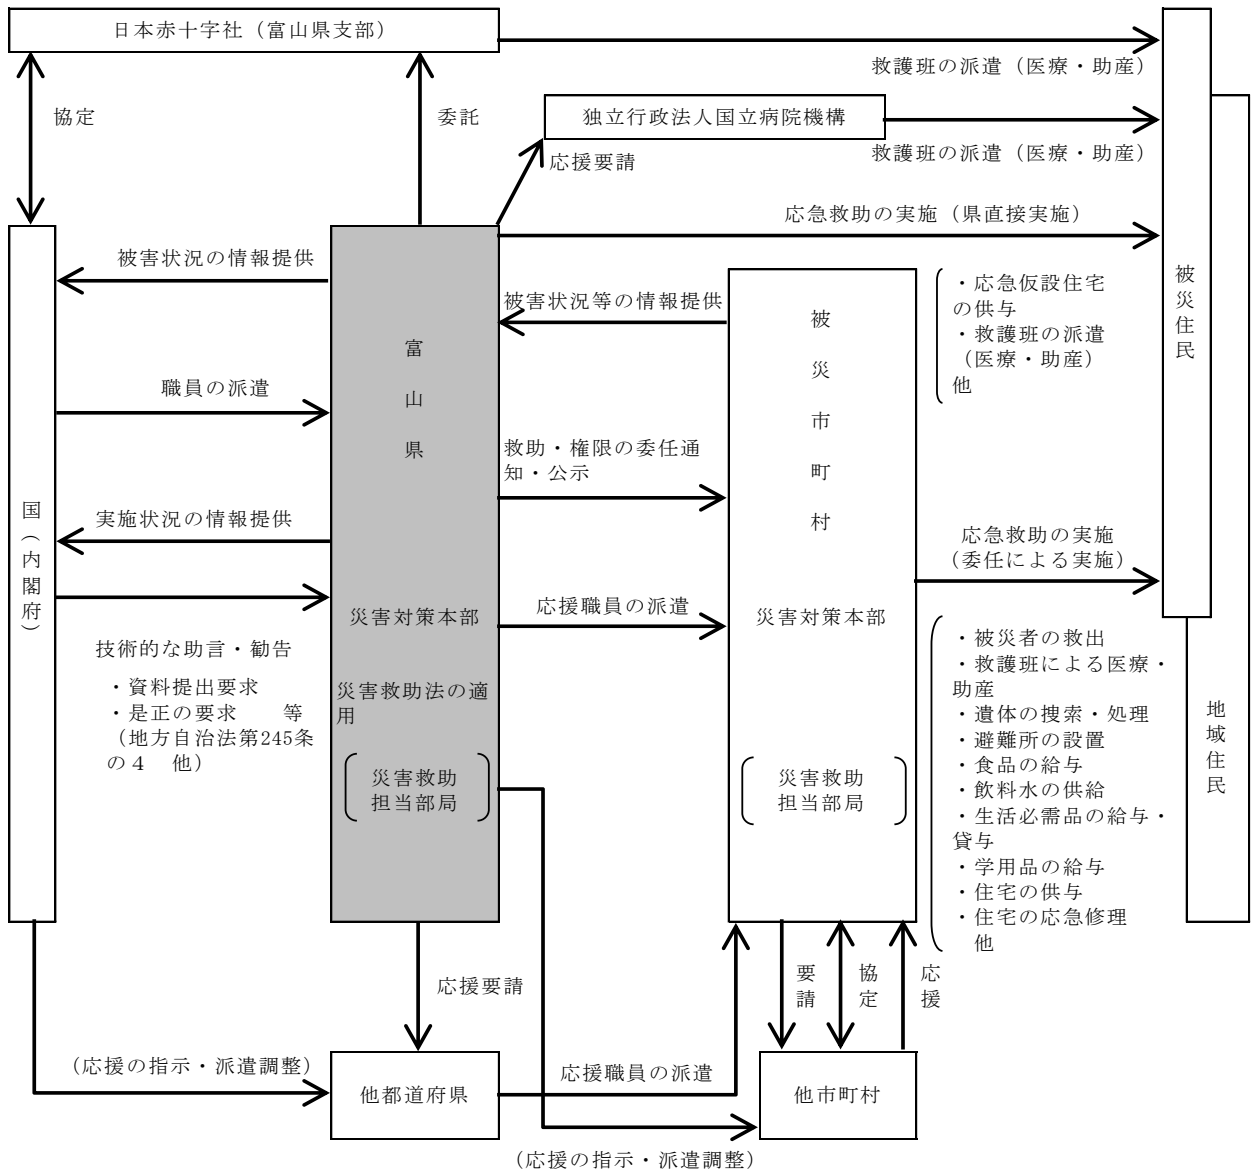 日本赤十字社（富山県支部）
救護班の派遣（医療・助産）
協定
委託
独立行政法人国立病院機構
救護班の派遣（医療・助産）
応援要請
応急救助の実施（県直接実施）
被災住民
被害状況の情報提供
被害状況等の情報提供
・応急仮設住宅
の供与
・救護班の派遣
（医療・助産）
他
富山県
被災市町村
職員の派遣
救助・権限の委任通
知・公示
国（内閣府）
実施状況の情報提供
応急救助の実施
（委任による実施）
応援職員の派遣
災害対策本部
災害対策本部
技術的な助言・勧告
・資料提出要求
・是正の要求　等
（地方自治法第245条
の４　他）
災害救助法の適
用
災害救助
担当部局
災害救助
担当部局
・被災者の救出
・救護班による医療・
助産
・遺体の捜索・処理
・避難所の設置
・食品の給与
・飲料水の供給
・生活必需品の給与・
貸与
・学用品の給与
・住宅の供与
・住宅の応急修理
他
地域住民
応援要請
要請
協定
応援
（応援の指示・派遣調整）
他都道府県
応援職員の派遣
他市町村
（応援の指示・派遣調整）